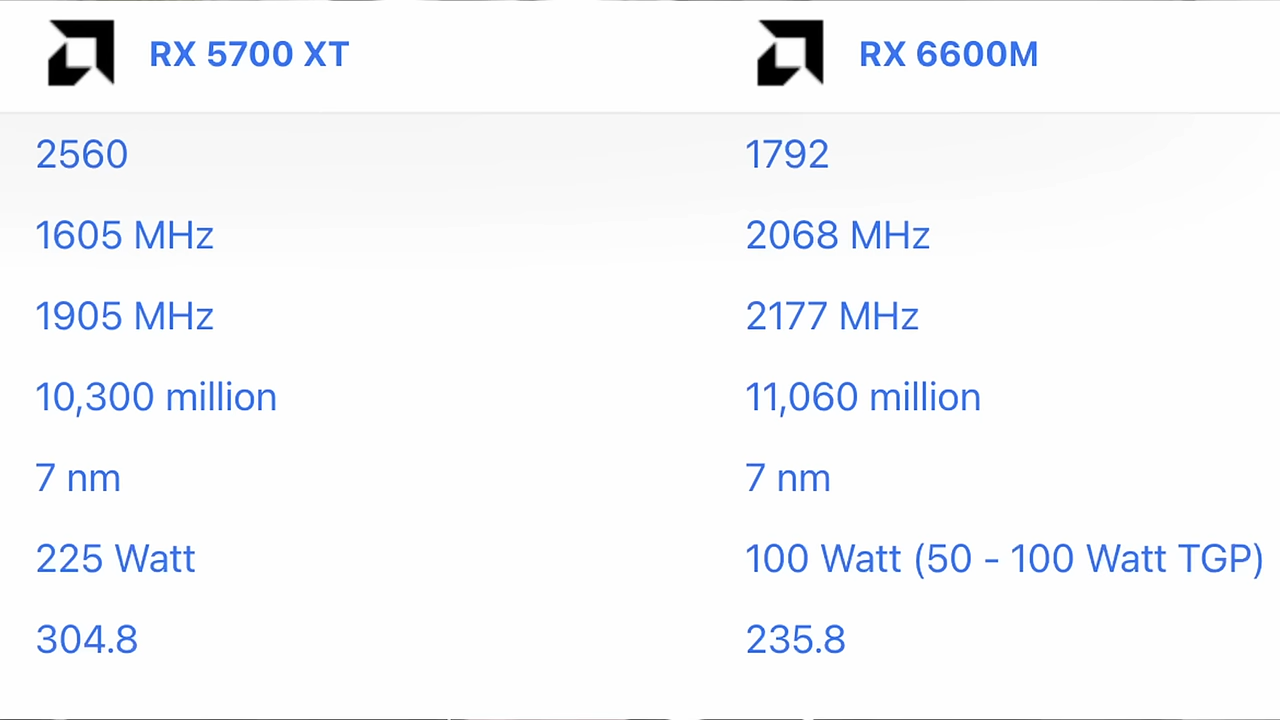 RX 5700 XT RX 6600M
2560 1792
1605 MHz 2068 MHz
1905 MHz 2177 MHz
10,300 million 11,060 million
7 nm 7 nm
225 Watt 100 Watt (50 - 100 Watt TGP)
304.8 235.8